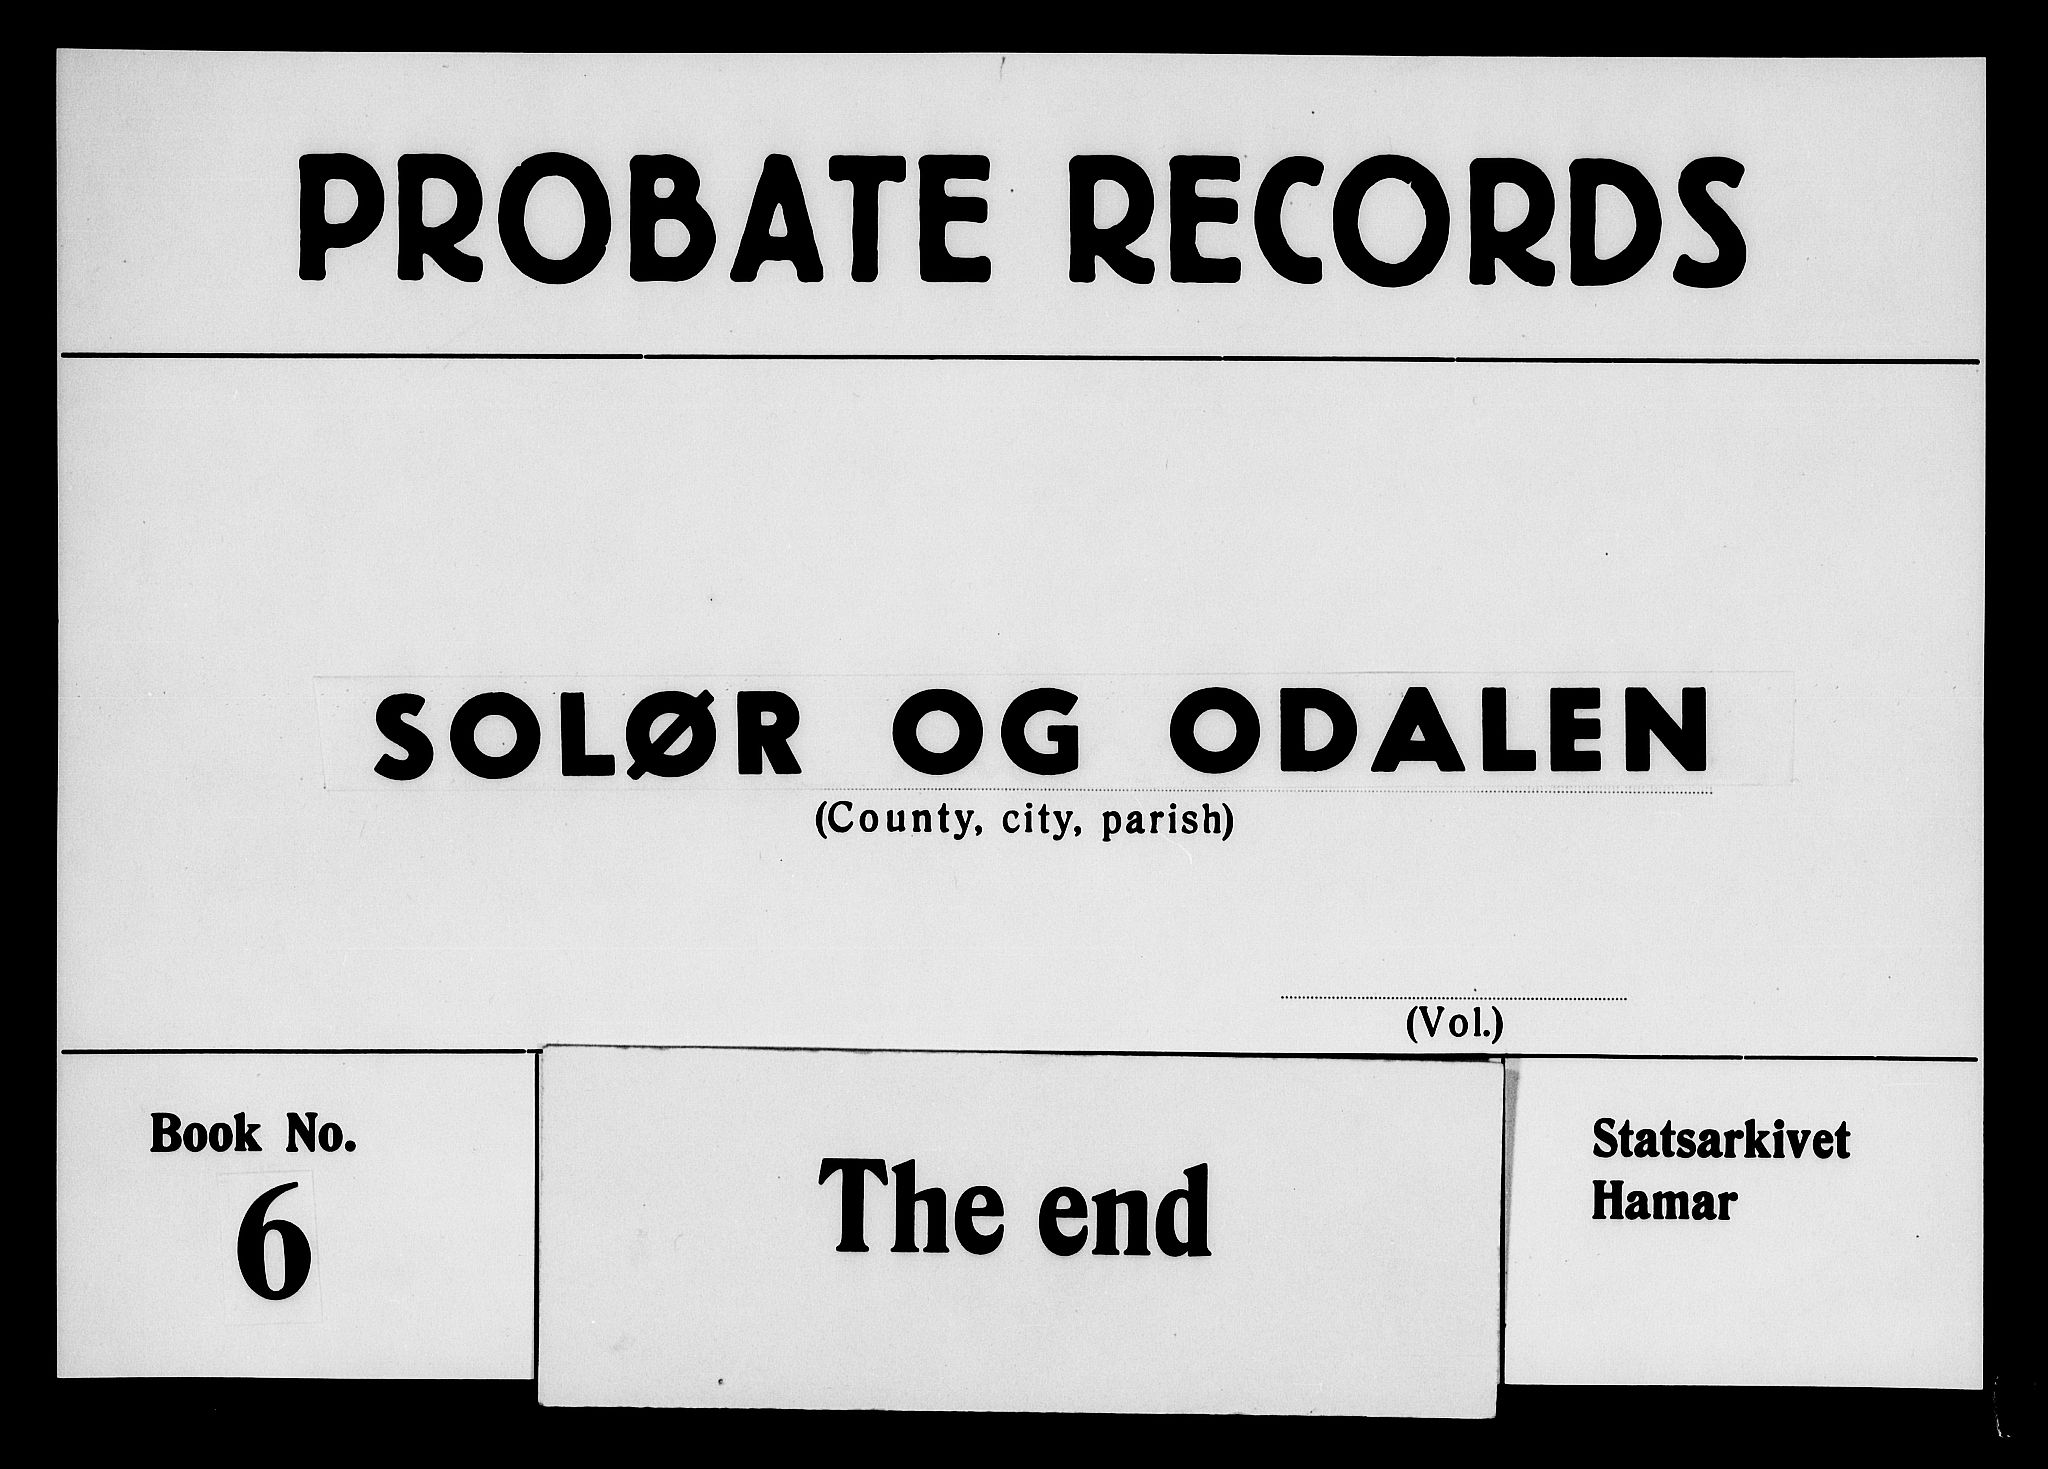 PROBATE RECORDS
SOLØR OG ODALEN
(County, city, parish)
(Vol.)
Book No.
6
The end
Statsarkivet
Hamar